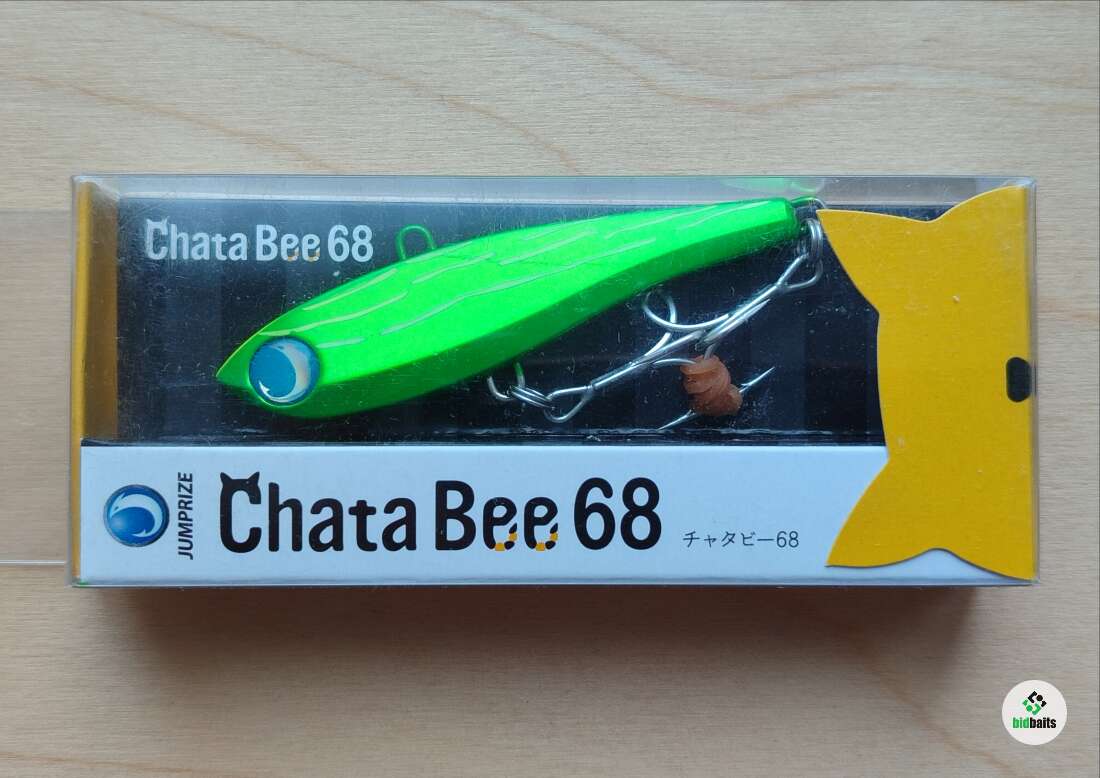 Chata Bee 68
JUMPRIZE
Chata Bee 68
チャタビー68
bidbaits